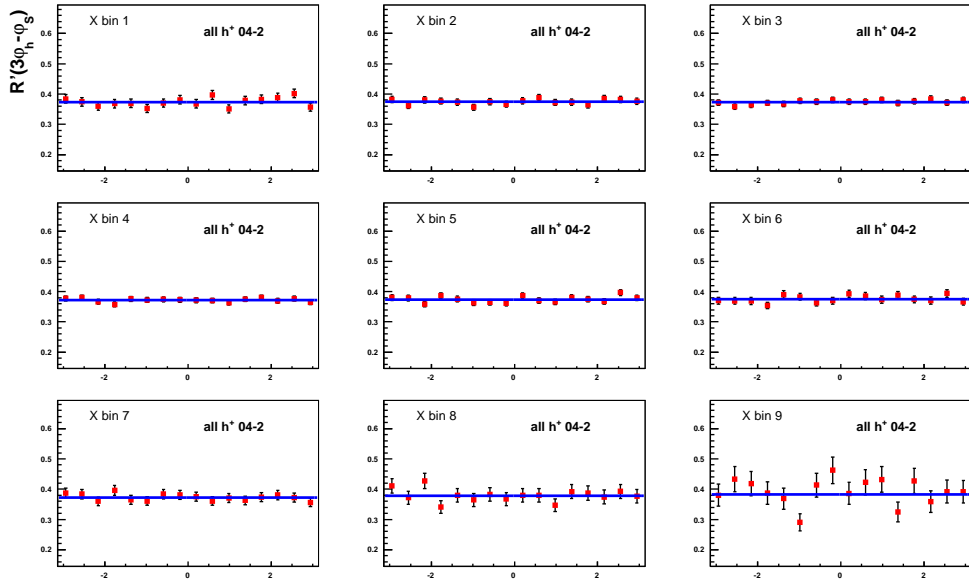 R'(3φh-φS)
X bin 1
all h+ 04-2
0.6
0.5
0.4
0.3
0.2
-2 0 2
X bin 2
all h+ 04-2
0.6
0.5
0.4
0.3
0.2
-2 0 2
X bin 3
all h+ 04-2
0.6
0.5
0.4
0.3
0.2
-2 0 2
X bin 4
all h+ 04-2
0.6
0.5
0.4
0.3
0.2
-2 0 2
X bin 5
all h+ 04-2
0.6
0.5
0.4
0.3
0.2
-2 0 2
X bin 6
all h+ 04-2
0.6
0.5
0.4
0.3
0.2
-2 0 2
X bin 7
all h+ 04-2
0.6
0.5
0.4
0.3
0.2
-2 0 2
X bin 8
all h+ 04-2
0.6
0.5
0.4
0.3
0.2
-2 0 2
X bin 9
all h+ 04-2
0.6
0.5
0.4
0.3
0.2
-2 0 2